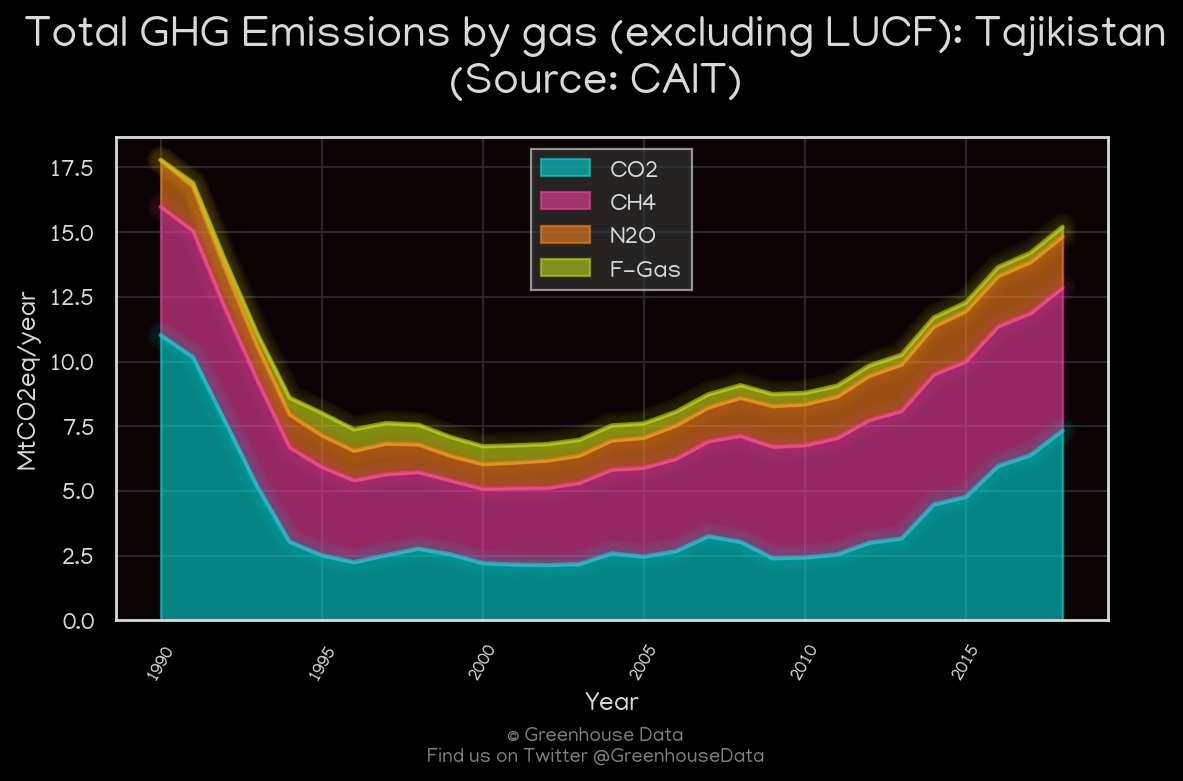 Total GHG Emissions by gas (excluding LUCF): Tajikistan
(Source: CAIT)
CO2
CH4
N2O
F-Gas
MtCO2eq/year
17.5
15.0
12.5
10.0
7.5
5.0
2.5
0.0
1990
1995
2000
2005
2010
2015
Year
© Greenhouse Data
Find us on Twitter @GreenhouseData